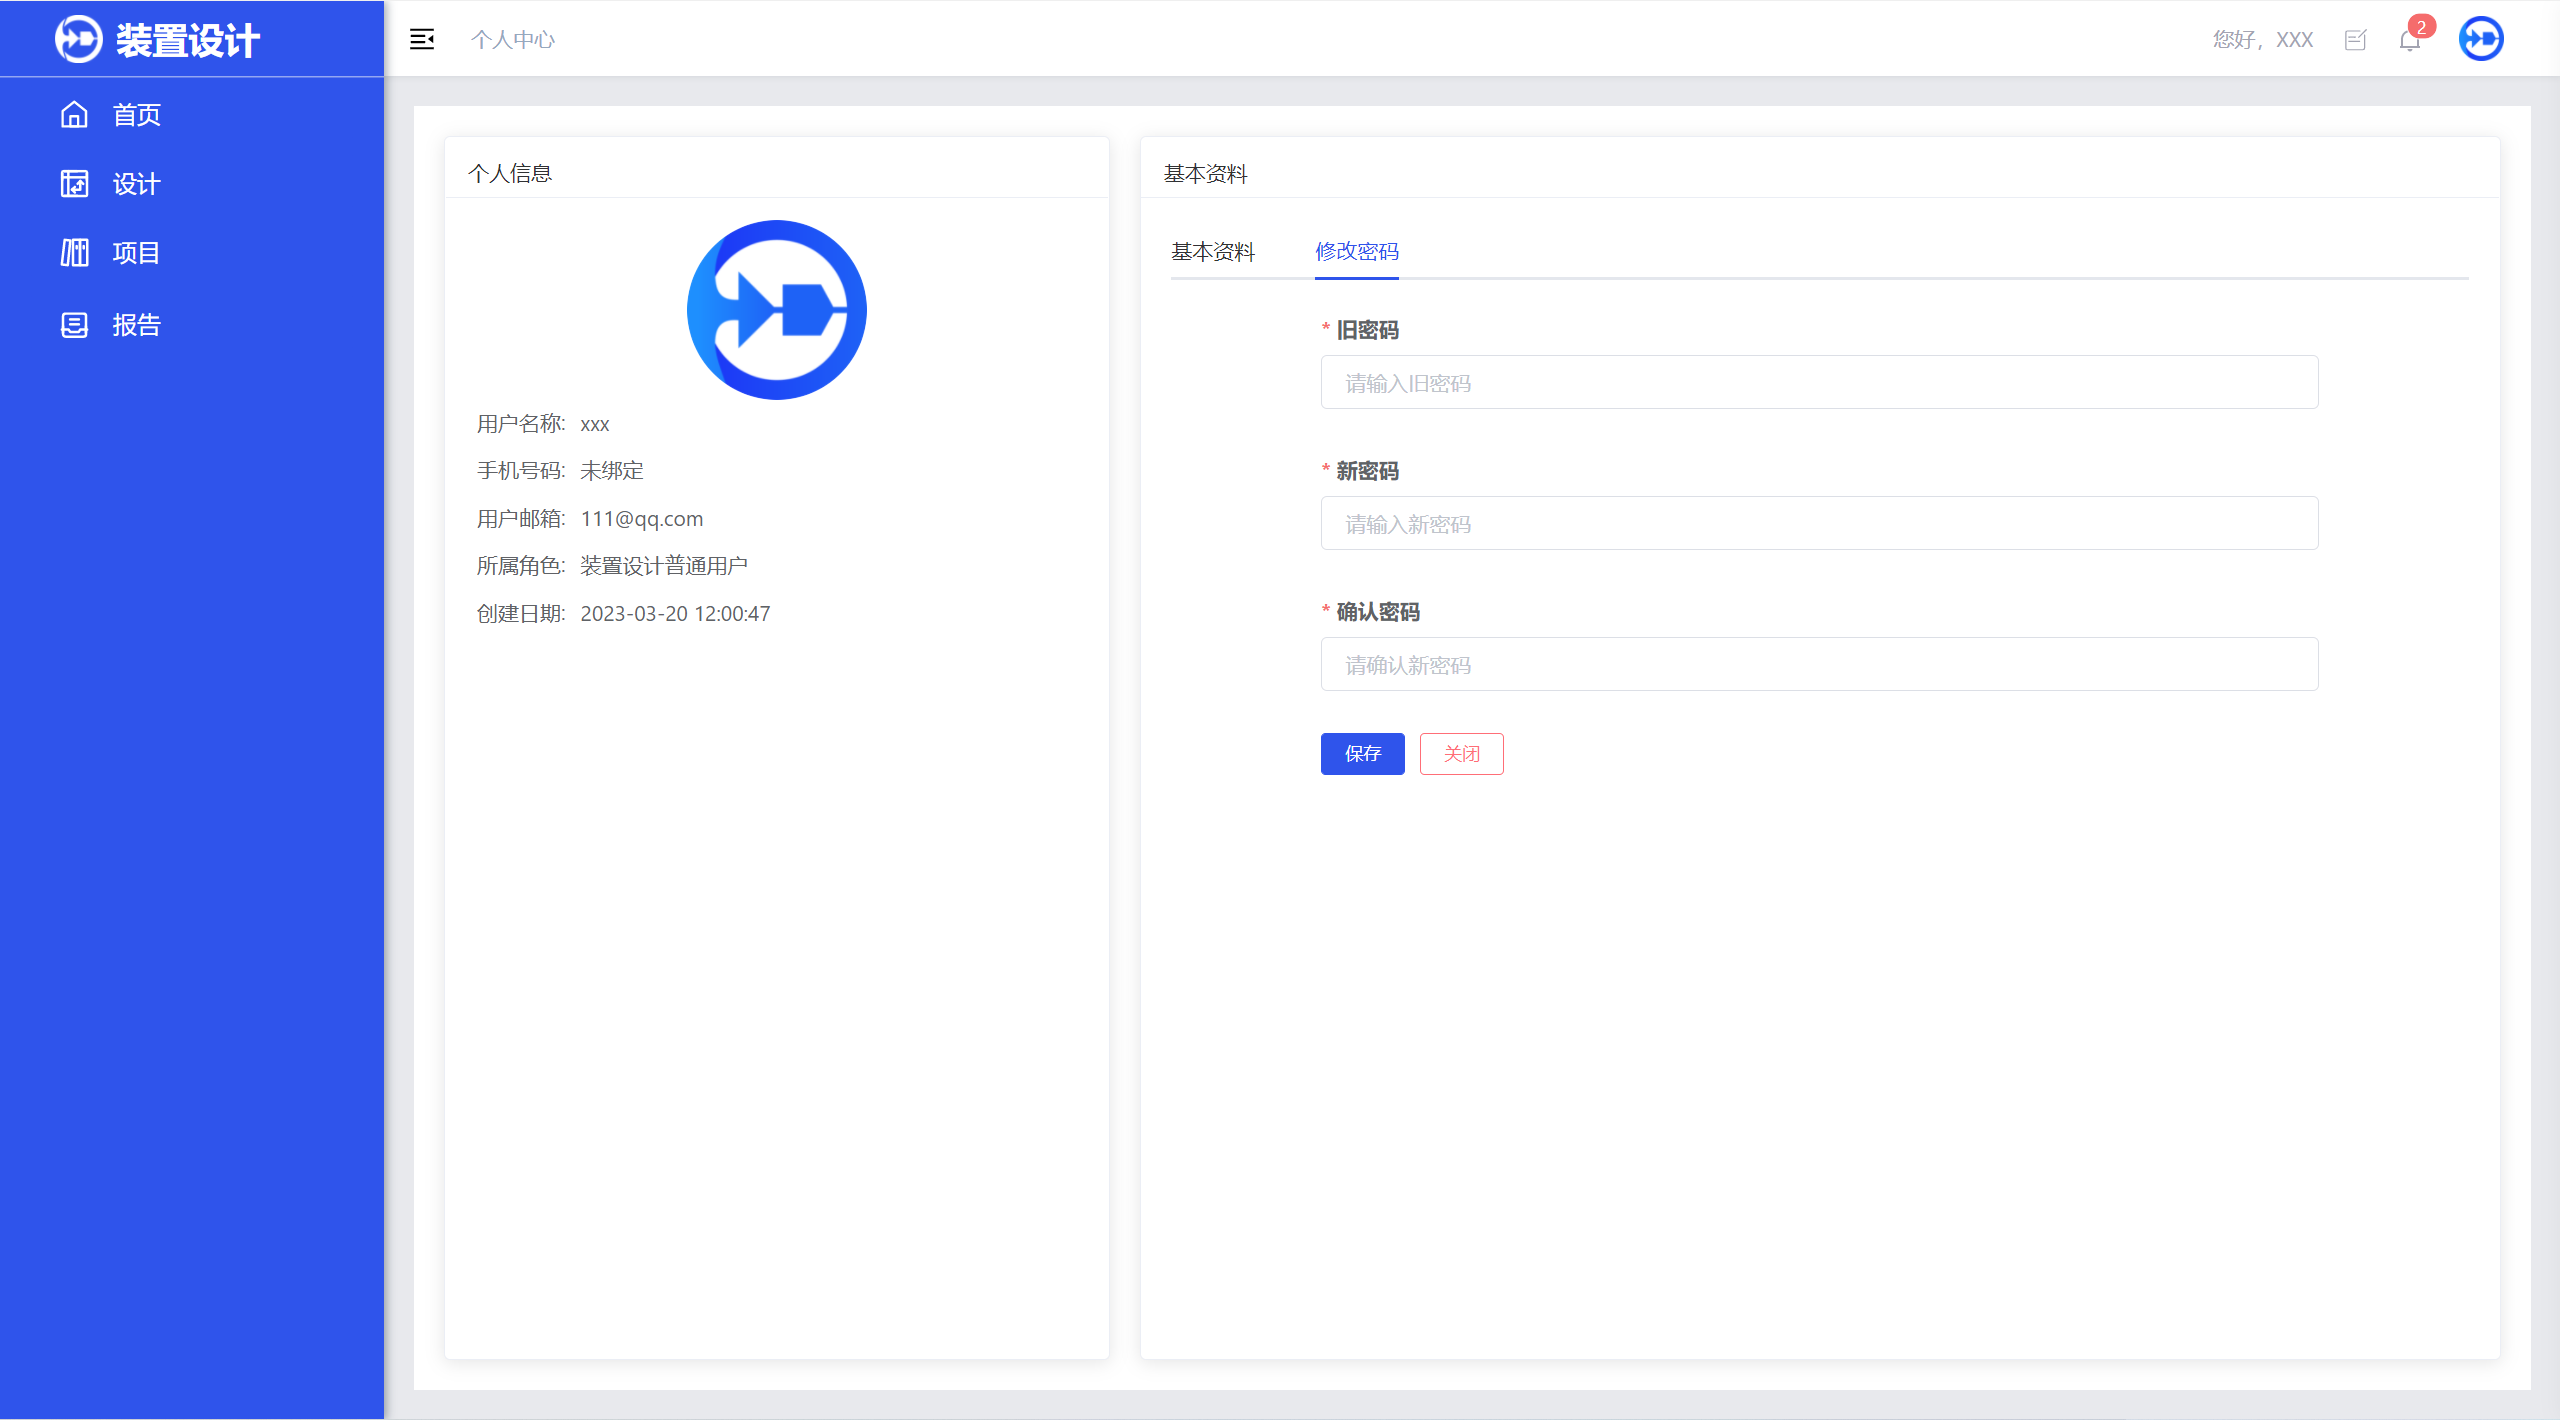 装置设计
个人中心
您好，XXX
2
首页
设计
项目
报告
个人信息
用户名称: xxx
手机号码: 未绑定
用户邮箱: 111@qq.com
所属角色: 装置设计普通用户
创建日期: 2023-03-20 12:00:47
基本资料
基本资料 修改密码
* 旧密码
请输入旧密码
* 新密码
请输入新密码
* 确认密码
请确认新密码
保存 关闭